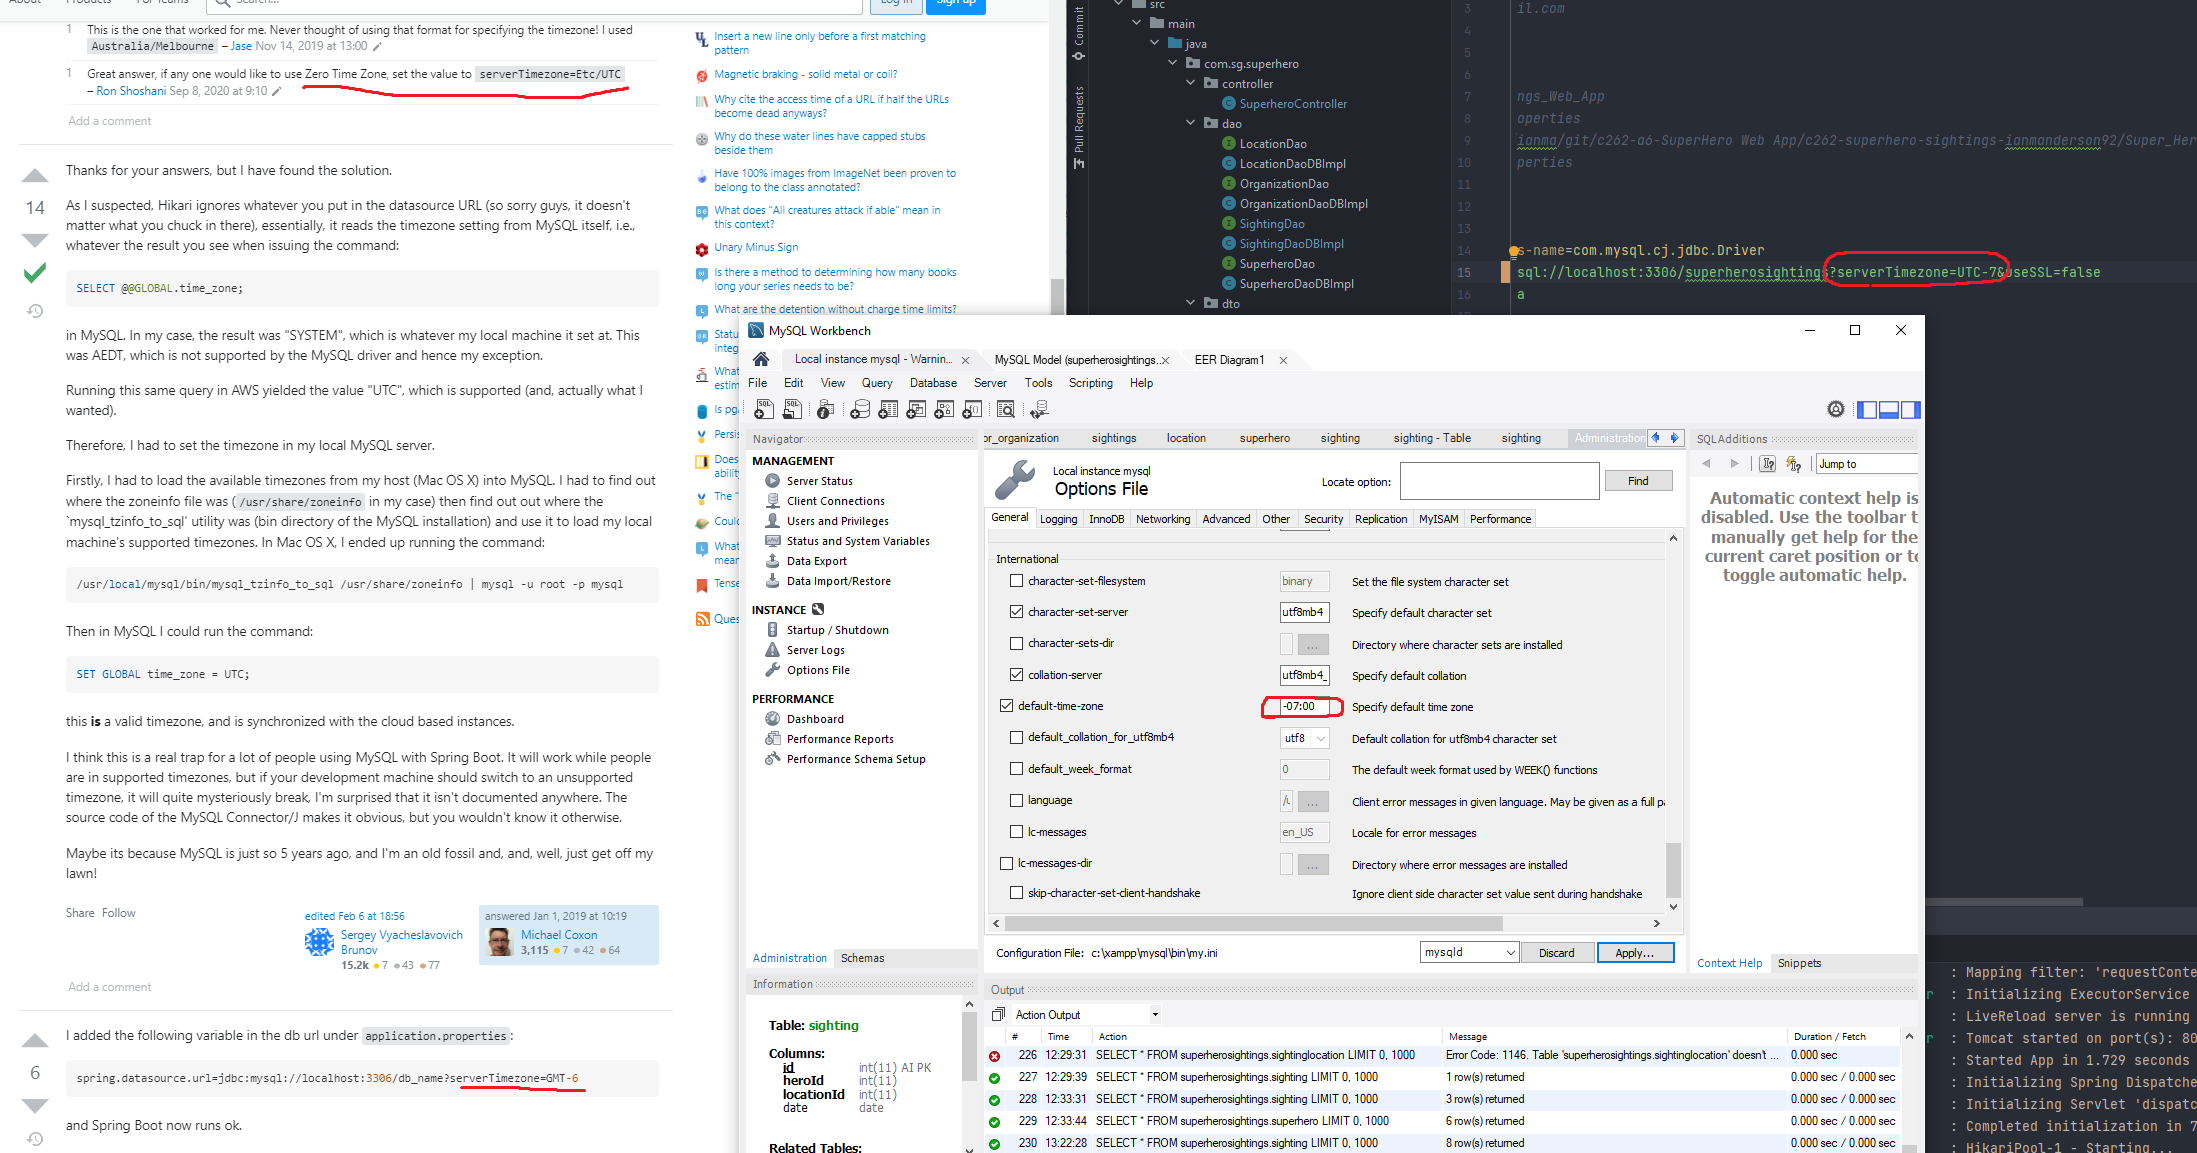 About
Products
For Teams
Search...
Log in
Sign up
1 This is the one that worked for me. Never thought of using that format for specifying the timezone! I used
Australia/Melbourne – Jase Nov 14, 2019 at 13:00
1 Great answer, if any one would like to use Zero Time Zone, set the value to serverTimezone=Etc/UTC
– Ron Shoshani Sep 8, 2020 at 9:10
Add a comment
14
Thanks for your answers, but I have found the solution.
As I suspected, Hikari ignores whatever you put in the datasource URL (so sorry guys, it doesn't
matter what you chuck in there), essentially, it reads the timezone setting from MySQL itself, i.e.,
whatever the result you see when issuing the command:
SELECT @@GLOBAL.time_zone;
in MySQL. In my case, the result was "SYSTEM", which is whatever my local machine it set at. This
was AEDT, which is not supported by the MySQL driver and hence my exception.
Running this same query in AWS yielded the value "UTC", which is supported (and, actually what I
wanted).
Therefore, I had to set the timezone in my local MySQL server.
Firstly, I had to load the available timezones from my host (Mac OS X) into MySQL. I had to find out
where the zoneinfo file was (/usr/share/zoneinfo in my case) then find out out where the
`mysql_tzinfo_to_sql' utility was (bin directory of the MySQL installation) and use it to load my local
machine's supported timezones. In Mac OS X, I ended up running the command:
/usr/local/mysql/bin/mysql_tzinfo_to_sql /usr/share/zoneinfo | mysql -u root -p mysql
Then in MySQL I could run the command:
SET GLOBAL time_zone = UTC;
this is a valid timezone, and is synchronized with the cloud based instances.
I think this is a real trap for a lot of people using MySQL with Spring Boot. It will work while people
are in supported timezones, but if your development machine should switch to an unsupported
timezone, it will quite mysteriously break, I'm surprised that it isn't documented anywhere. The
source code of the MySQL Connector/J makes it obvious, but you wouldn't know it otherwise.
Maybe its because MySQL is just so 5 years ago, and I'm an old fossil and, and, well, just get off my
lawn!
Share Follow
edited Feb 6 at 18:56
Sergey Vyacheslavovich
Brunov
15.2k 7 43 77
answered Jan 1, 2019 at 10:19
Michael Coxon
3,115 7 42 64
Add a comment
6
I added the following variable in the db url under application.properties:
spring.datasource.url=jdbc:mysql://localhost:3306/db_name?serverTimezone=GMT-6
and Spring Boot now runs ok.
Insert a new line only before a first matching
pattern
Magnetic braking - solid metal or coil?
Why cite the access time of a URL if half the URLs
become dead anyways?
Why do these water lines have capped stubs
beside them
Have 100% images from ImageNet been proven to
belong to the class annotated?
What does "All creatures attack if able" mean in
this context?
Unary Minus Sign
Is there a method to determining how many books
long your series needs to be?
What are the detention without charge time limits?
Statu
integ
What
estim
Is pga
Persis
Does
ability
The "
Could
What
mean
Tense
Ques
Commit
Pull Requests
src
main
java
com.sg.superhero
controller
SuperheroController
dao
LocationDao
LocationDaoDBImpl
OrganizationDao
OrganizationDaoDBImpl
SightingDao
SightingDaoDBImpl
SuperheroDao
SuperheroDaoDBImpl
dto
3 il.com
4
5
6
7 ngs_Web_App
8 operties
9 ianma/git/c262-a6-SuperHero Web App/c262-superhero-sightings-ianmanderson92/Super_Her
10 perties
11
12
13
14 s-name=com.mysql.cj.jdbc.Driver
15 sql://localhost:3306/superherosightings?serverTimezone=UTC-7&useSSL=false
16 a
MySQL Workbench
Local instance mysql - Warnin...
MySQL Model (superherosightings...
EER Diagram1
File Edit View Query Database Server Tools Scripting Help
Navigator
MANAGEMENT
Server Status
Client Connections
Users and Privileges
Status and System Variables
Data Export
Data Import/Restore
INSTANCE
Startup / Shutdown
Server Logs
Options File
PERFORMANCE
Dashboard
Performance Reports
Performance Schema Setup
Administration Schemas
Information
Table: sighting
Columns:
id int(11) AI PK
heroId int(11)
locationId int(11)
date date
Related Tables:
or_organization sightings location superhero sighting sighting - Table sighting Administration
Local instance mysql
Options File
Locate option:
Find
General Logging InnoDB Networking Advanced Other Security Replication MyISAM Performance
International
character-set-filesystem binary Set the file system character set
character-set-server utf8mb4 Specify default character set
character-sets-dir ... Directory where character sets are installed
collation-server utf8mb4_ Specify default collation
default-time-zone -07:00 Specify default time zone
default_collation_for_utf8mb4 utf8 Default collation for utf8mb4 character set
default_week_format 0 The default week format used by WEEK() functions
language ... Client error messages in given language. May be given as a full pa
lc-messages en_US Locale for error messages
lc-messages-dir ... Directory where error messages are installed
skip-character-set-client-handshake Ignore client side character set value sent during handshake
Configuration File: c:\xampp\mysql\bin\my.ini
mysqld
Discard
Apply...
SQLAdditions
Jump to
Automatic context help is
disabled. Use the toolbar t
manually get help for the
current caret position or to
toggle automatic help.
Context Help Snippets
Output
Action Output
# Time Action Message Duration / Fetch
226 12:29:31 SELECT * FROM superherosightings.sightinglocation LIMIT 0, 1000 Error Code: 1146. Table 'superherosightings.sightinglocation' doesn't ... 0.000 sec
227 12:29:39 SELECT * FROM superherosightings.sighting LIMIT 0, 1000 1 row(s) returned 0.000 sec / 0.000 sec
228 12:33:31 SELECT * FROM superherosightings.sighting LIMIT 0, 1000 3 row(s) returned 0.000 sec / 0.000 sec
229 12:33:44 SELECT * FROM superherosightings.superhero LIMIT 0, 1000 6 row(s) returned 0.000 sec / 0.000 sec
230 13:22:28 SELECT * FROM superherosightings.sighting LIMIT 0, 1000 8 row(s) returned 0.000 sec / 0.000 sec
: Mapping filter: 'requestConte
r : Initializing ExecutorService
: LiveReload server is running
r : Tomcat started on port(s): 80
: Started App in 1.729 seconds
: Initializing Spring Dispatche
: Initializing Servlet 'dispatc
: Completed initialization in 7
: HikariPool-1 - Starting...